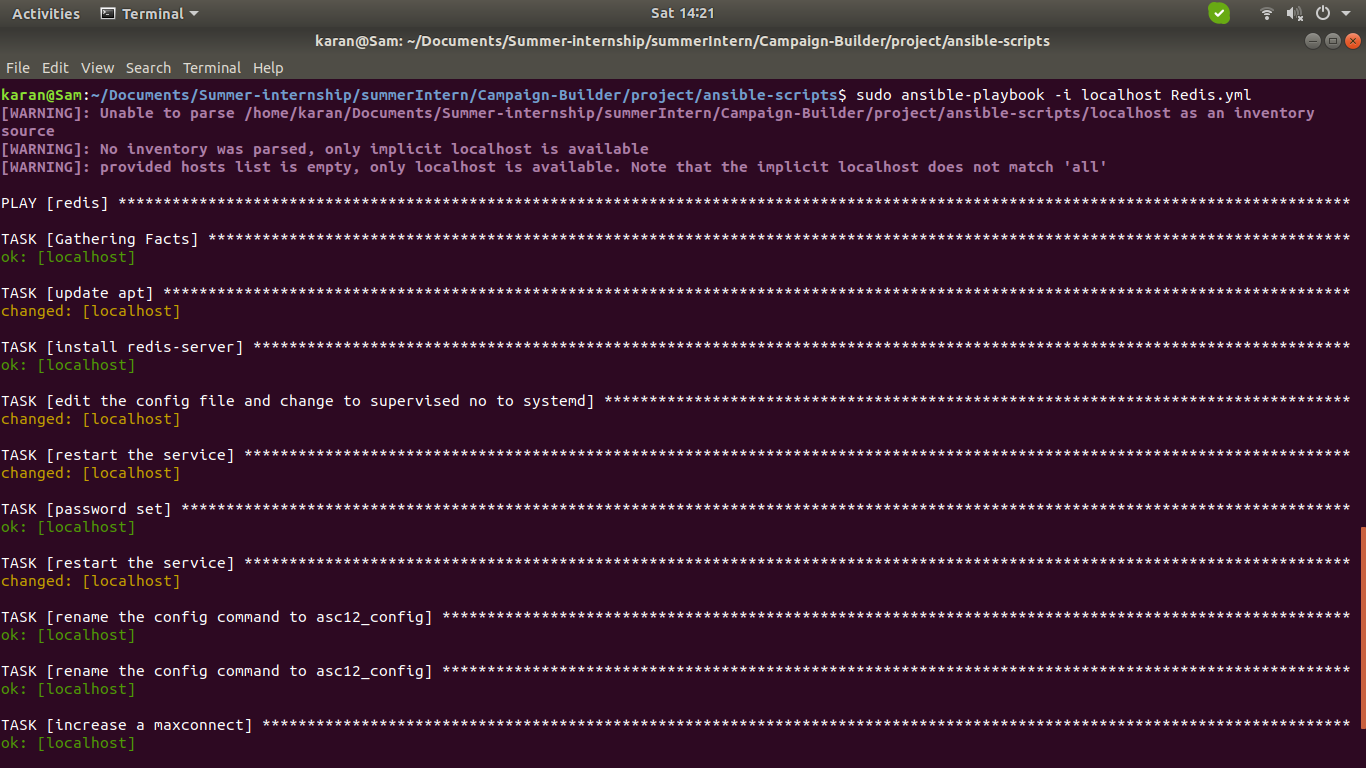 Activities Terminal Sat 14:21
karan@Sam: ~/Documents/Summer-internship/summerIntern/Campaign-Builder/project/ansible-scripts
File Edit View Search Terminal Help
karan@Sam:~/Documents/Summer-internship/summerIntern/Campaign-Builder/project/ansible-scripts$ sudo ansible-playbook -i localhost Redis.yml
[WARNING]: Unable to parse /home/karan/Documents/Summer-internship/summerIntern/Campaign-Builder/project/ansible-scripts/localhost as an inventory
source
[WARNING]: No inventory was parsed, only implicit localhost is available
[WARNING]: provided hosts list is empty, only localhost is available. Note that the implicit localhost does not match 'all'
PLAY [redis] *****************************************************************************************************************************************
TASK [Gathering Facts] *******************************************************************************************************************************
ok: [localhost]
TASK [update apt] ************************************************************************************************************************************
changed: [localhost]
TASK [install redis-server] **************************************************************************************************************************
ok: [localhost]
TASK [edit the config file and change to supervised no to systemd] ***********************************************************************************
changed: [localhost]
TASK [restart the service] ***************************************************************************************************************************
changed: [localhost]
TASK [password set] **********************************************************************************************************************************
ok: [localhost]
TASK [restart the service] ***************************************************************************************************************************
changed: [localhost]
TASK [rename the config command to asc12_config] *****************************************************************************************************
ok: [localhost]
TASK [rename the config command to asc12_config] *****************************************************************************************************
ok: [localhost]
TASK [increase a maxconnect] *************************************************************************************************************************
ok: [localhost]